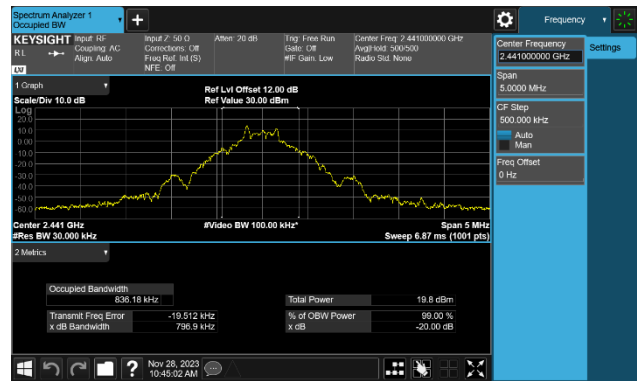 Spectrum Analyzer 1
Occupied BW
Frequency
KEYSIGHT
Input: RF
Input Z: 50 Ω
Atten: 20 dB
Trig: Free Run
Center Freq: 2.441000000 GHz
RL
Coupling: AC
Corrections: Off
Gate: Off
Avg|Hold: 500/500
Align: Auto
Freq Ref: Int (S)
#IF Gain: Low
Radio Std: None
NFE: Off
LXI
Center Frequency
2.441000000 GHz
Settings
Span
5.0000 MHz
CF Step
500.000 kHz
Auto
Man
Freq Offset
0 Hz
1 Graph
Ref Lvl Offset 12.00 dB
Scale/Div 10.0 dB
Ref Value 30.00 dBm
Log
20.0
10.0
0.00
-10.0
-20.0
-30.0
-40.0
-50.0
-60.0
Center 2.441 GHz
#Video BW 100.00 kHz*
Span 5 MHz
#Res BW 30.000 kHz
Sweep 6.87 ms (1001 pts)
2 Metrics
Occupied Bandwidth
836.18 kHz
Total Power
19.8 dBm
Transmit Freq Error
-19.512 kHz
% of OBW Power
99.00 %
x dB Bandwidth
796.9 kHz
x dB
-20.00 dB
?
Nov 28, 2023
10:45:02 AM